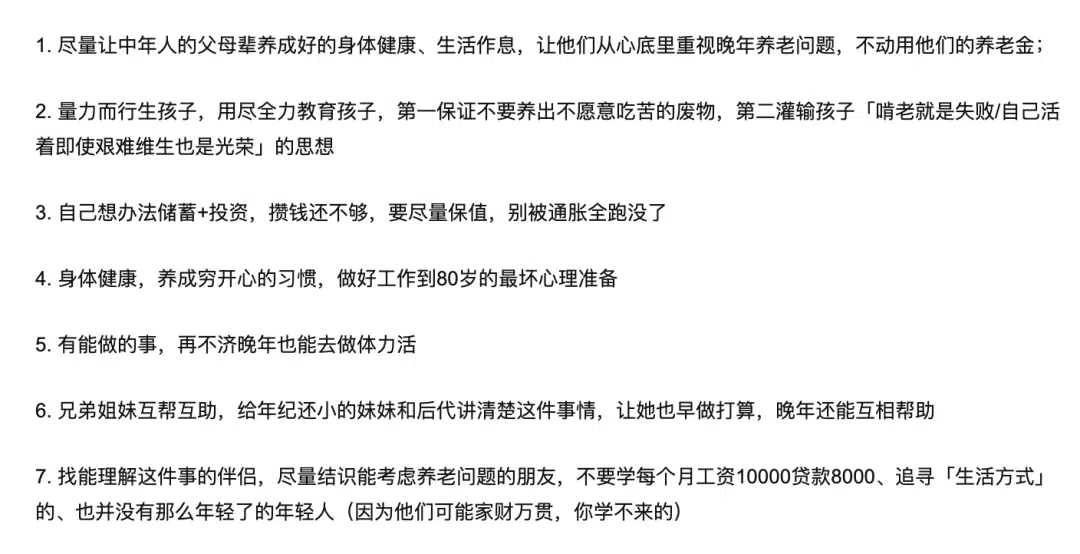 1. 尽量让中年人的父母辈养成好的身体健康、生活作息，让他们从心底里重视晚年养老问题，不动用他们的养老金；
2. 量力而行生孩子，用尽全力教育孩子，第一保证不要养出不愿意吃苦的废物，第二灌输孩子「啃老就是失败/自己活
着即使艰难维生也是光荣」的思想
3. 自己想办法储蓄+投资，攒钱还不够，要尽量保值，别被通胀全跑没了
4. 身体健康，养成穷开心的习惯，做好工作到80岁的最坏心理准备
5. 有能做的事，再不济晚年也能去做体力活
6. 兄弟姐妹互帮互助，给年纪还小的妹妹和后代讲清楚这件事情，让她也早做打算，晚年还能互相帮助
7. 找能理解这件事的伴侣，尽量结识能考虑养老问题的朋友，不要学每个月工资10000贷款8000、追寻「生活方式」
的、也并没有那么年轻了的年轻人（因为他们可能家财万贯，你学不来的）